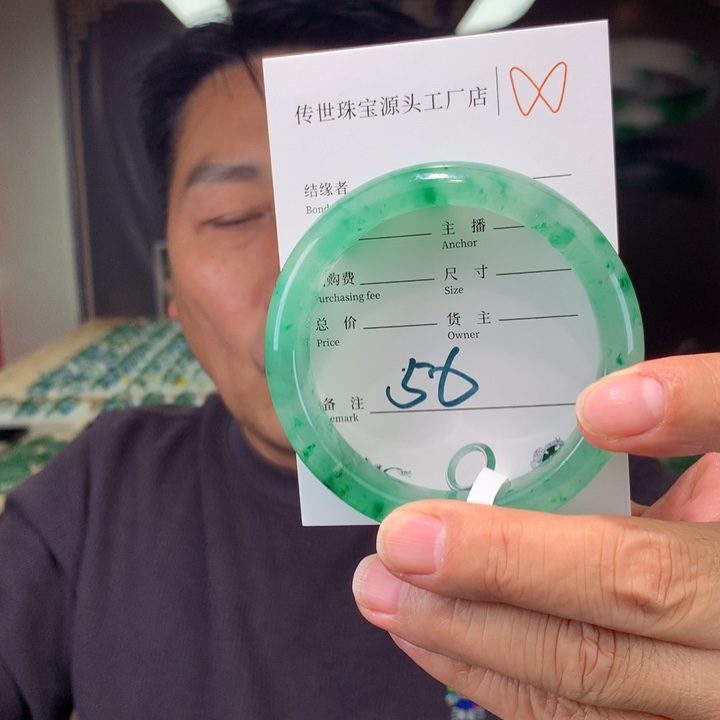 传世珠宝源头工厂店
结缘者
Bond
主 播
Anchor
购费
urchasing fee
尺 寸
Size
总 价
Price
货 主
Owner
备 注
emark
56